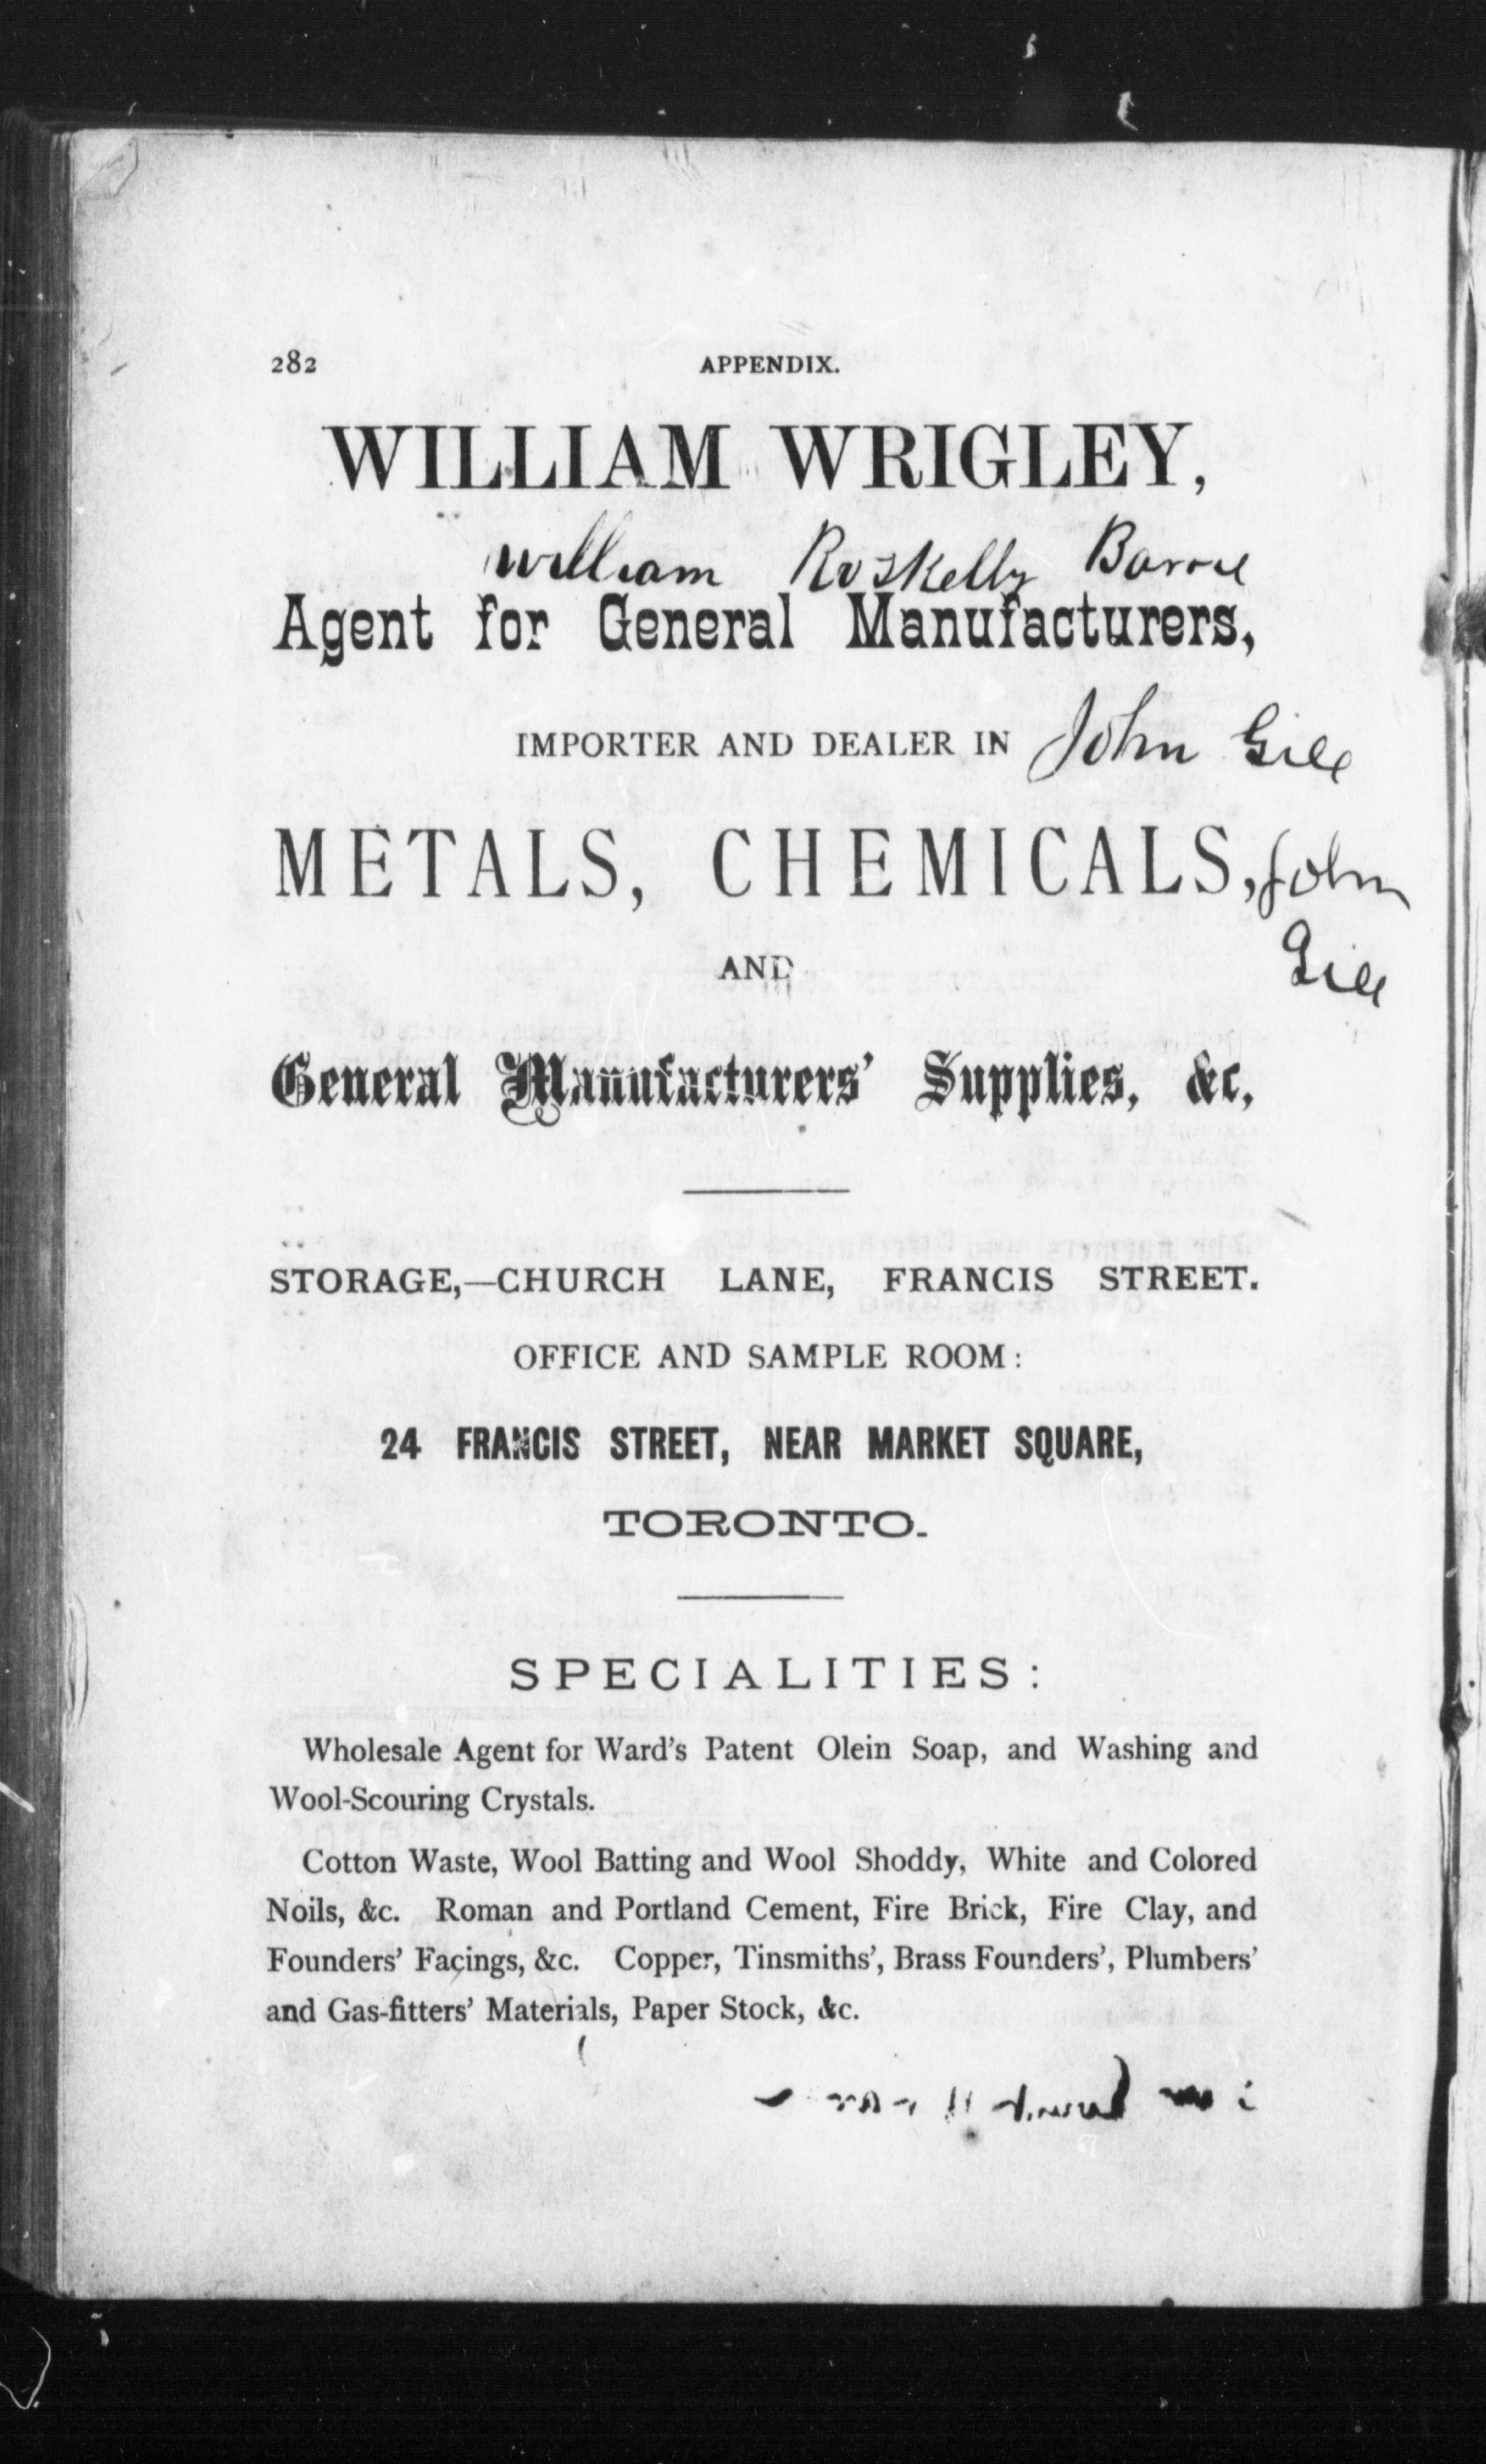 282 APPENDIX.
WILLIAM WRIGLEY,
William Roskelly Barrie
Agent for General Manufacturers,
IMPORTER AND DEALER IN John Gill
METALS, CHEMICALS, John
Gill
AND
General Manufacturers' Supplies, &c,
STORAGE,—CHURCH LANE, FRANCIS STREET.
OFFICE AND SAMPLE ROOM:
24 FRANCIS STREET, NEAR MARKET SQUARE,
TORONTO.
SPECIALITIES:
Wholesale Agent for Ward's Patent Olein Soap, and Washing and
Wool-Scouring Crystals.
Cotton Waste, Wool Batting and Wool Shoddy, White and Colored
Noils, &c. Roman and Portland Cement, Fire Brick, Fire Clay, and
Founders' Facings, &c. Copper, Tinsmiths', Brass Founders', Plumbers'
and Gas-fitters' Materials, Paper Stock, &c.